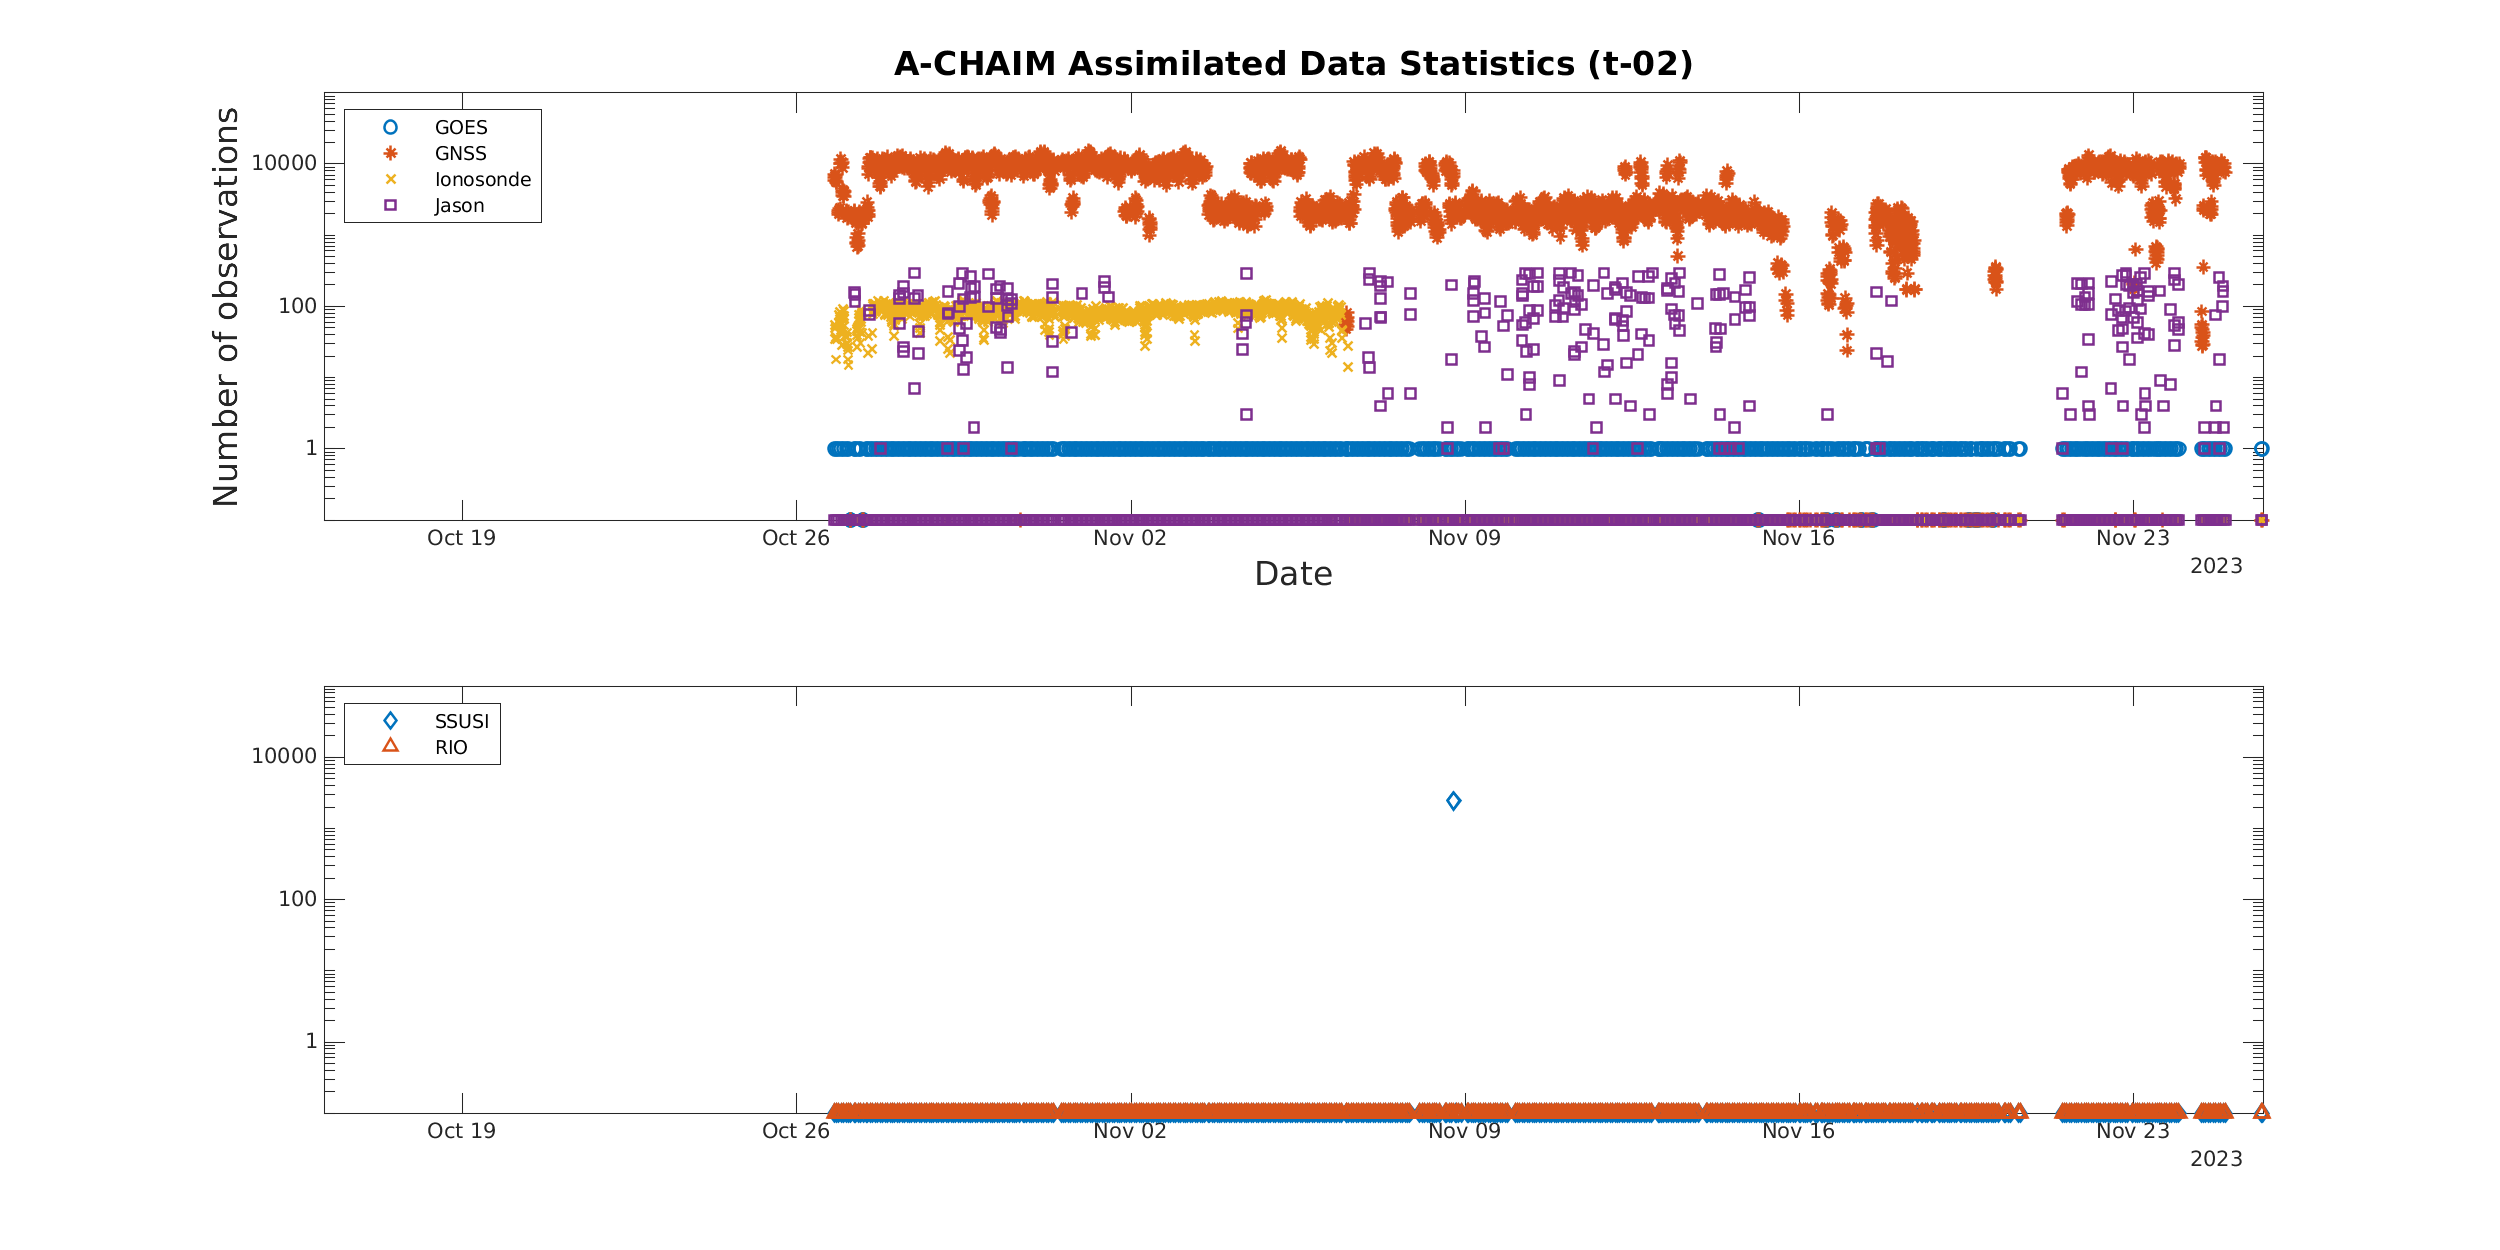 A-CHAIM Assimilated Data Statistics (t-02)
Number of observations
10000
100
1
GOES
GNSS
Ionosonde
Jason
Oct 19 Oct 26 Nov 02 Nov 09 Nov 16 Nov 23
2023
Date
10000
100
1
SSUSI
RIO
Oct 19 Oct 26 Nov 02 Nov 09 Nov 16 Nov 23
2023